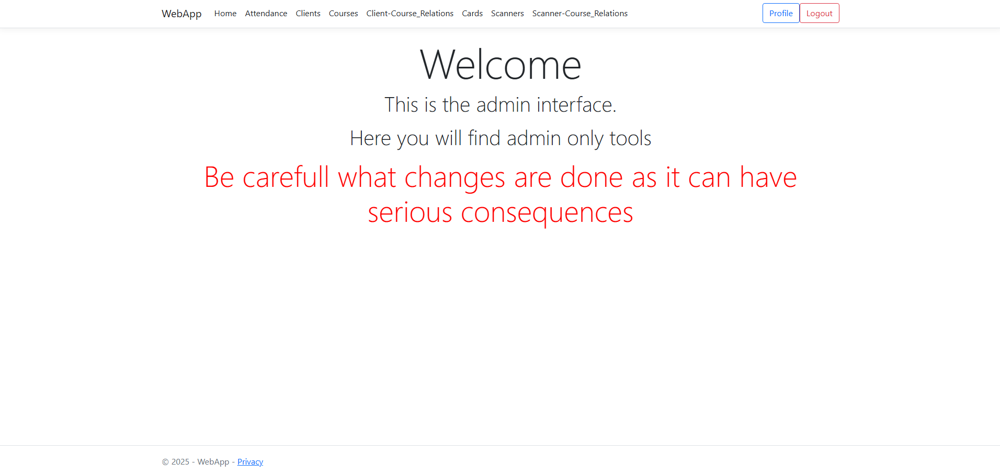 WebApp Home Attendance Clients Courses Client-Course_Relations Cards Scanners Scanner-Course_Relations Profile Logout
Welcome
This is the admin interface.
Here you will find admin only tools
Be carefull what changes are done as it can have
serious consequences
© 2025 - WebApp - Privacy